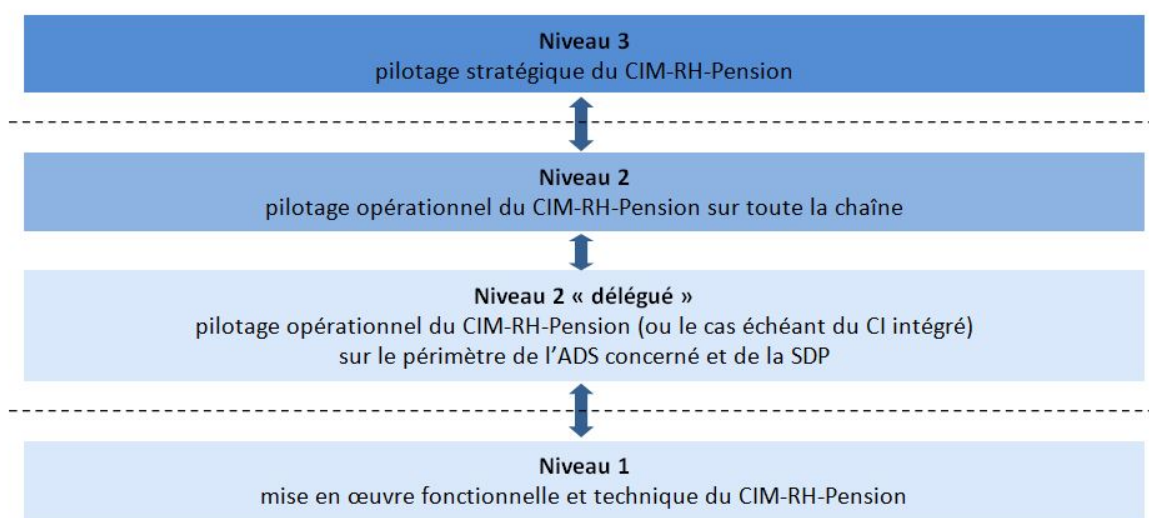 Niveau 3
pilotage stratégique du CIM-RH-Pension
Niveau 2
pilotage opérationnel du CIM-RH-Pension sur toute la chaîne
Niveau 2 « délégué »
pilotage opérationnel du CIM-RH-Pension (ou le cas échéant du CI intégré)
sur le périmètre de l'ADS concerné et de la SDP
Niveau 1
mise en œuvre fonctionnelle et technique du CIM-RH-Pension